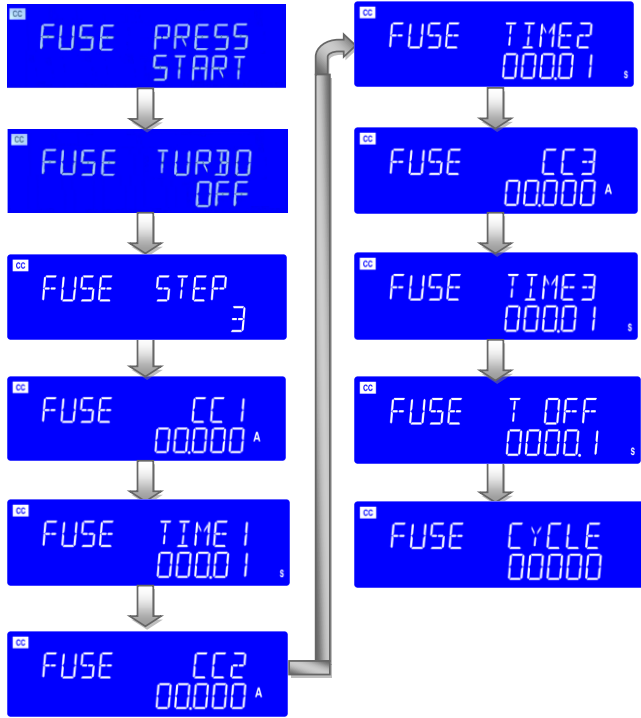 CC
FUSE PRESS
START
CC
FUSE TURBO
OFF
CC
FUSE STEP
3
CC
FUSE CC1
00.000 A
CC
FUSE TIME1
000.01 s
CC
FUSE CC2
00.000 A
CC
FUSE TIME2
000.01 s
CC
FUSE CC3
00.000 A
CC
FUSE TIME3
000.01 s
CC
FUSE T OFF
0000.1 s
CC
FUSE CYCLE
00000